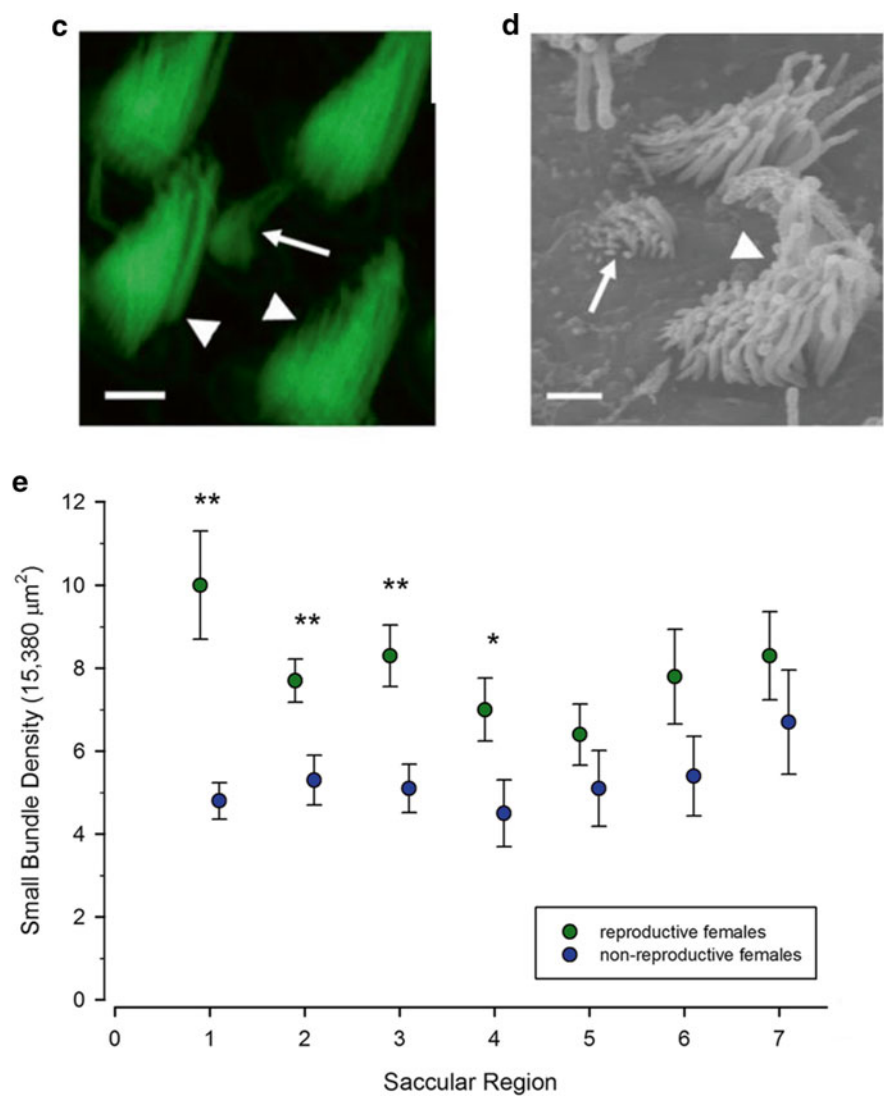 c
d
e
12
10
8
6
4
2
0
Small Bundle Density (15,380 μm²)
**
**
**
*
reproductive females
non-reproductive females
0 1 2 3 4 5 6 7
Saccular Region